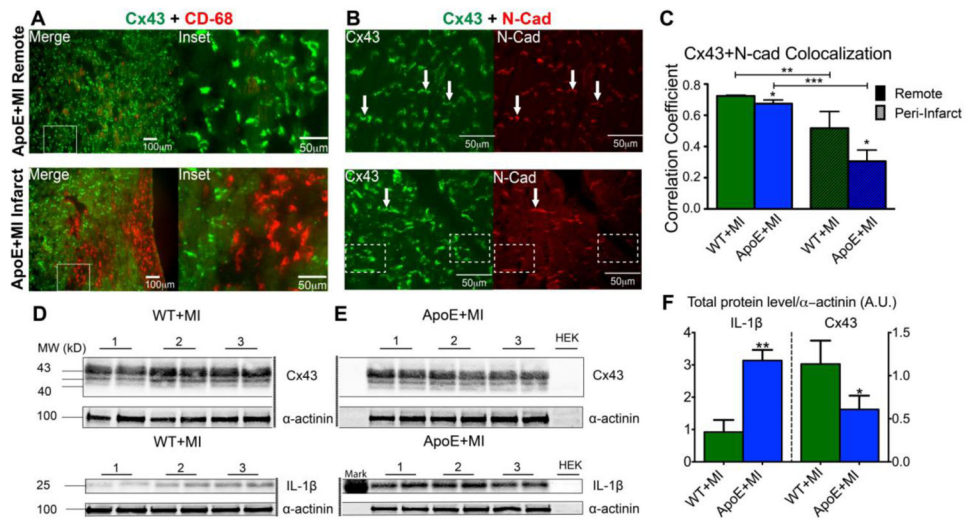 A
Cx43 + CD-68
ApoE+MI Remote
Merge
Inset
100μm
50μm
ApoE+MI Infarct
Merge
Inset
100μm
50μm
B
Cx43 + N-Cad
Cx43
N-Cad
50μm
50μm
Cx43
N-Cad
50μm
50μm
C
Cx43+N-cad Colocalization
Correlation Coefficient
0.8
0.6
0.4
0.2
0.0
**
***
*
*
Remote
Peri-Infarct
WT+MI
ApoE+MI
WT+MI
ApoE+MI
D
WT+MI
MW (kD)
1 2 3
43
40
Cx43
100
α-actinin
WT+MI
1 2 3
25
IL-1β
100
α-actinin
E
ApoE+MI
1 2 3
HEK
Cx43
α-actinin
ApoE+MI
Mark
1 2 3
HEK
IL-1β
α-actinin
F
Total protein level/α−actinin (A.U.)
IL-1β
Cx43
4
3
2
1
0
**
*
1.5
1.0
0.5
0.0
WT+MI
ApoE+MI
WT+MI
ApoE+MI